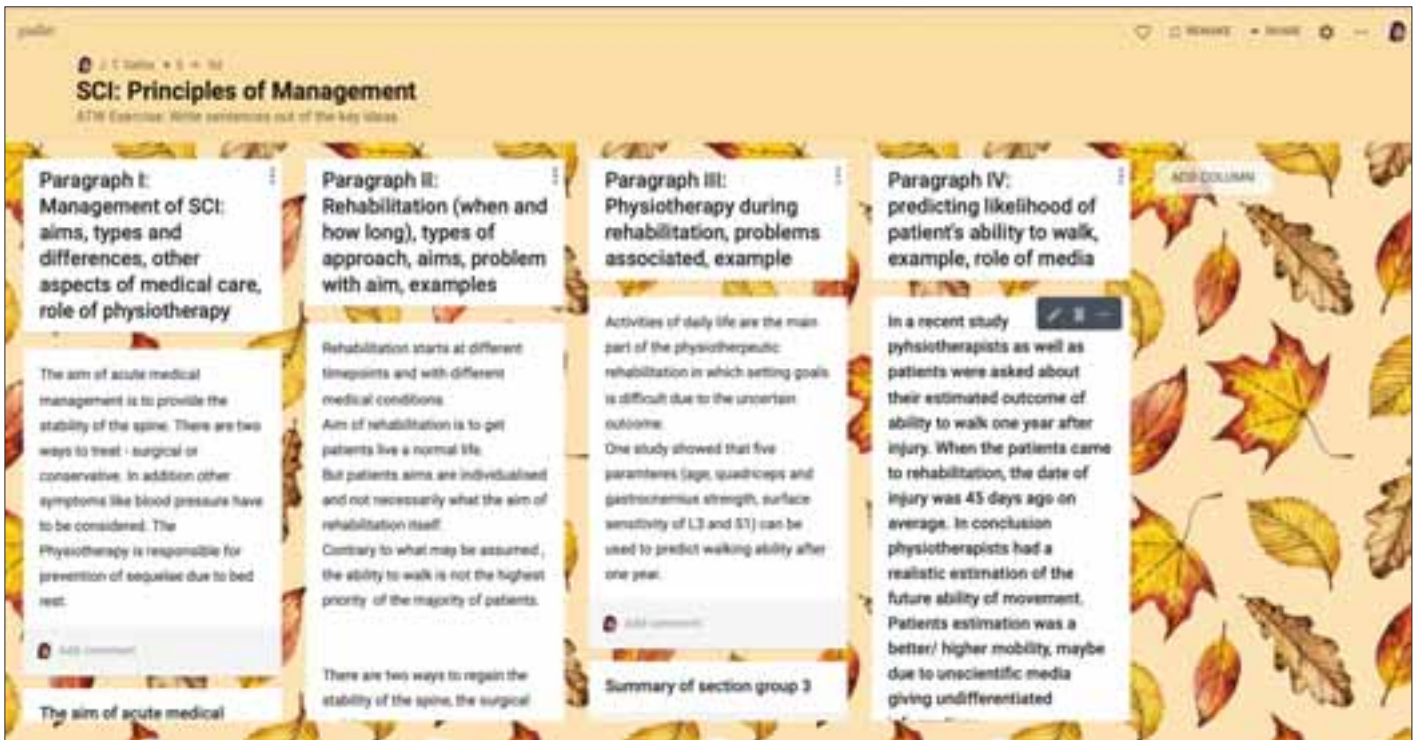 padlet
REMAKE
SHARE
SCI: Principles of Management
ATW Exercise: Write sentences out of the key ideas
Paragraph I:
Management of SCI:
aims, types and
differences, other
aspects of medical care,
role of physiotherapy
The aim of acute medical
management is to provide the
stability of the spine. There are two
ways to treat - surgical or
conservative. In addition other
symptoms like blood pressure have
to be considered. The
Physiotherapy is responsible for
prevention of sequelae due to bed
rest.
Add comment
The aim of acute medical
Paragraph II:
Rehabilitation (when and
how long), types of
approach, aims, problem
with aim, examples
Rehabilitation starts at different
timepoints and with different
medical conditions
Aim of rehabilitation is to get
patients live a normal life.
But patients aims are individualised
and not necessarily what the aim of
rehabilitation itself.
Contrary to what may be assumed ,
the ability to walk is not the highest
priority of the majority of patients.
There are two ways to regain the
stability of the spine, the surgical
Paragraph III:
Physiotherapy during
rehabilitation, problems
associated, example
Activities of daily life are the main
part of the physiotherpeutic
rehabilitation in which setting goals
is difficult due to the uncertain
outcome.
One study showed that five
paramteres (age, quadriceps and
gastrocnemius strength, surface
sensitivity of L3 and S1) can be
used to predict walking ability after
one year.
Add comment
Summary of section group 3
Paragraph IV:
predicting likelihood of
patient's ability to walk,
example, role of media
In a recent study
pyhsiotherapists as well as
patients were asked about
their estimated outcome of
ability to walk one year after
injury. When the patients came
to rehabilitation, the date of
injury was 45 days ago on
average. In conclusion
physiotherapists had a
realistic estimation of the
future ability of movement.
Patients estimation was a
better/ higher mobility, maybe
due to unscientific media
giving undifferentiated
ADD COLUMN